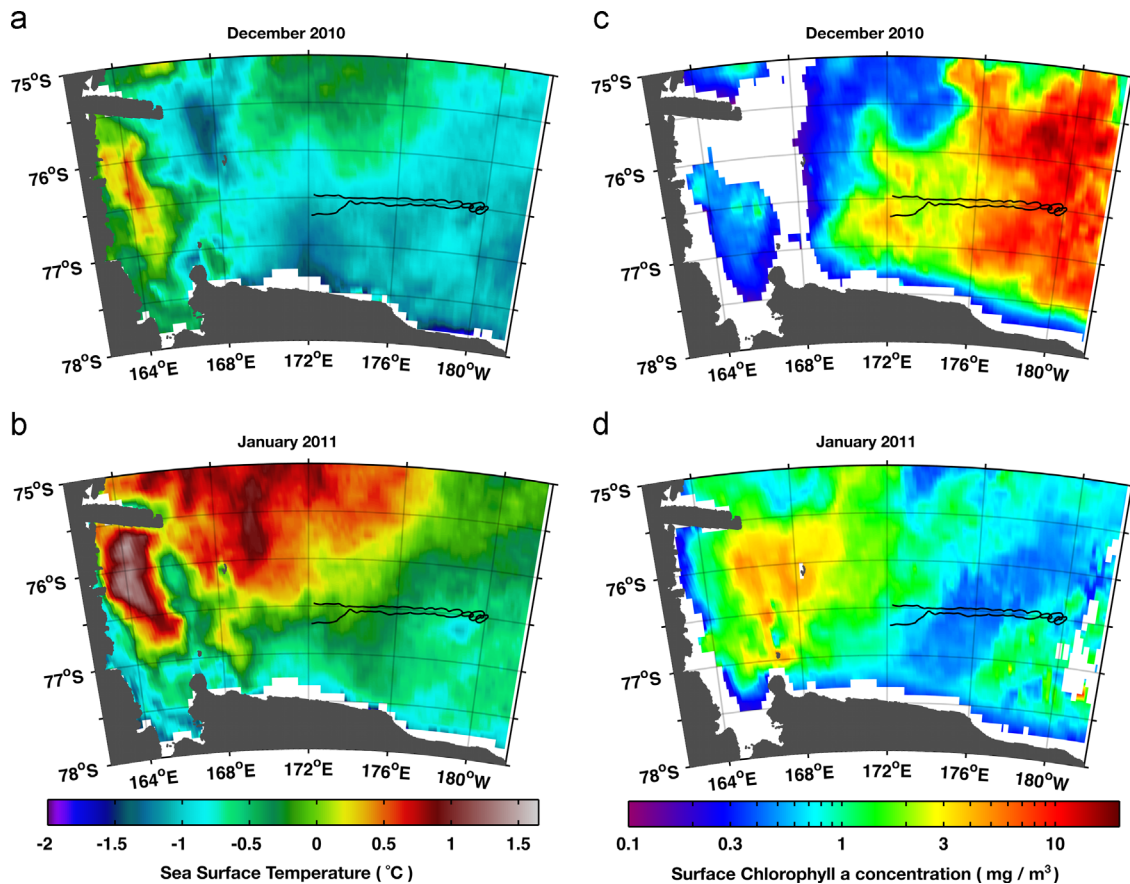 a
December 2010
75°S
76°S
77°S
78°S
164°E
168°E
172°E
176°E
180°W
c
December 2010
75°S
76°S
77°S
78°S
164°E
168°E
172°E
176°E
180°W
b
January 2011
75°S
76°S
77°S
78°S
164°E
168°E
172°E
176°E
180°W
-2 -1.5 -1 -0.5 0 0.5 1 1.5
Sea Surface Temperature ( °C )
d
January 2011
75°S
76°S
77°S
78°S
164°E
168°E
172°E
176°E
180°W
0.1 0.3 1 3 10
Surface Chlorophyll a concentration ( mg / m³ )